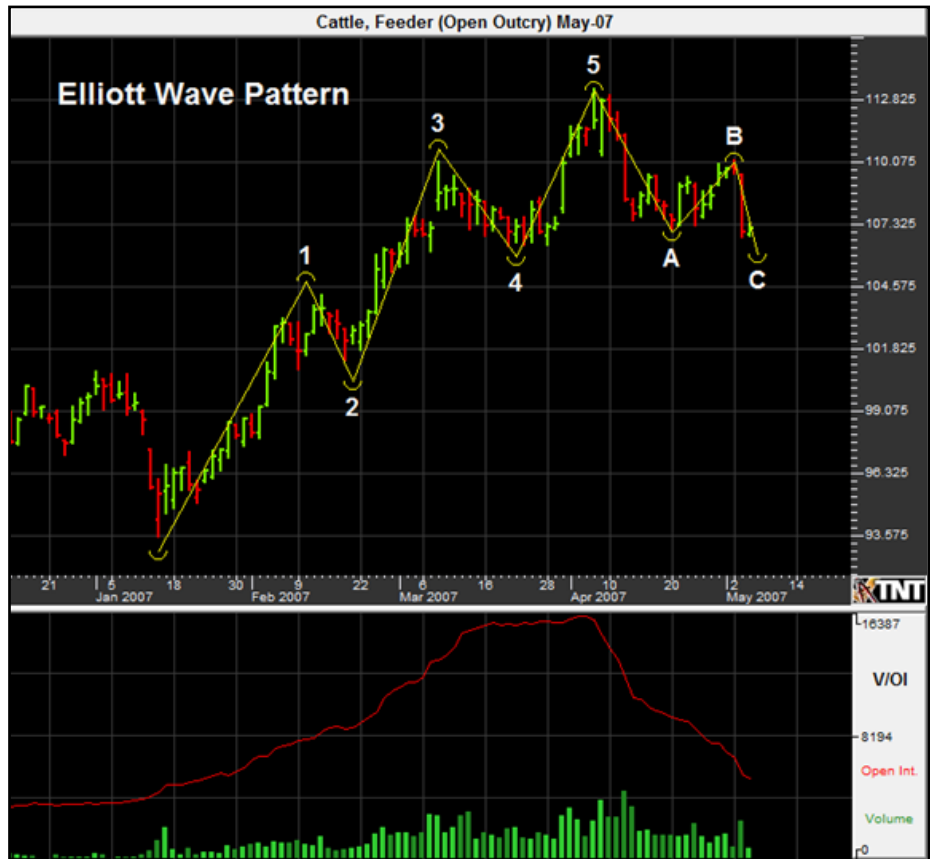 Cattle, Feeder (Open Outcry) May-07
Elliott Wave Pattern
5
112.825
3
B
110.075
107.325
1
4
A
C
104.575
101.825
2
99.075
96.325
93.575
21 5 18 30 9 22 6 16 28 10 20 2 14
Jan 2007 Feb 2007 Mar 2007 Apr 2007 May 2007
TNT
16387
V/OI
8194
Open Int.
Volume
0